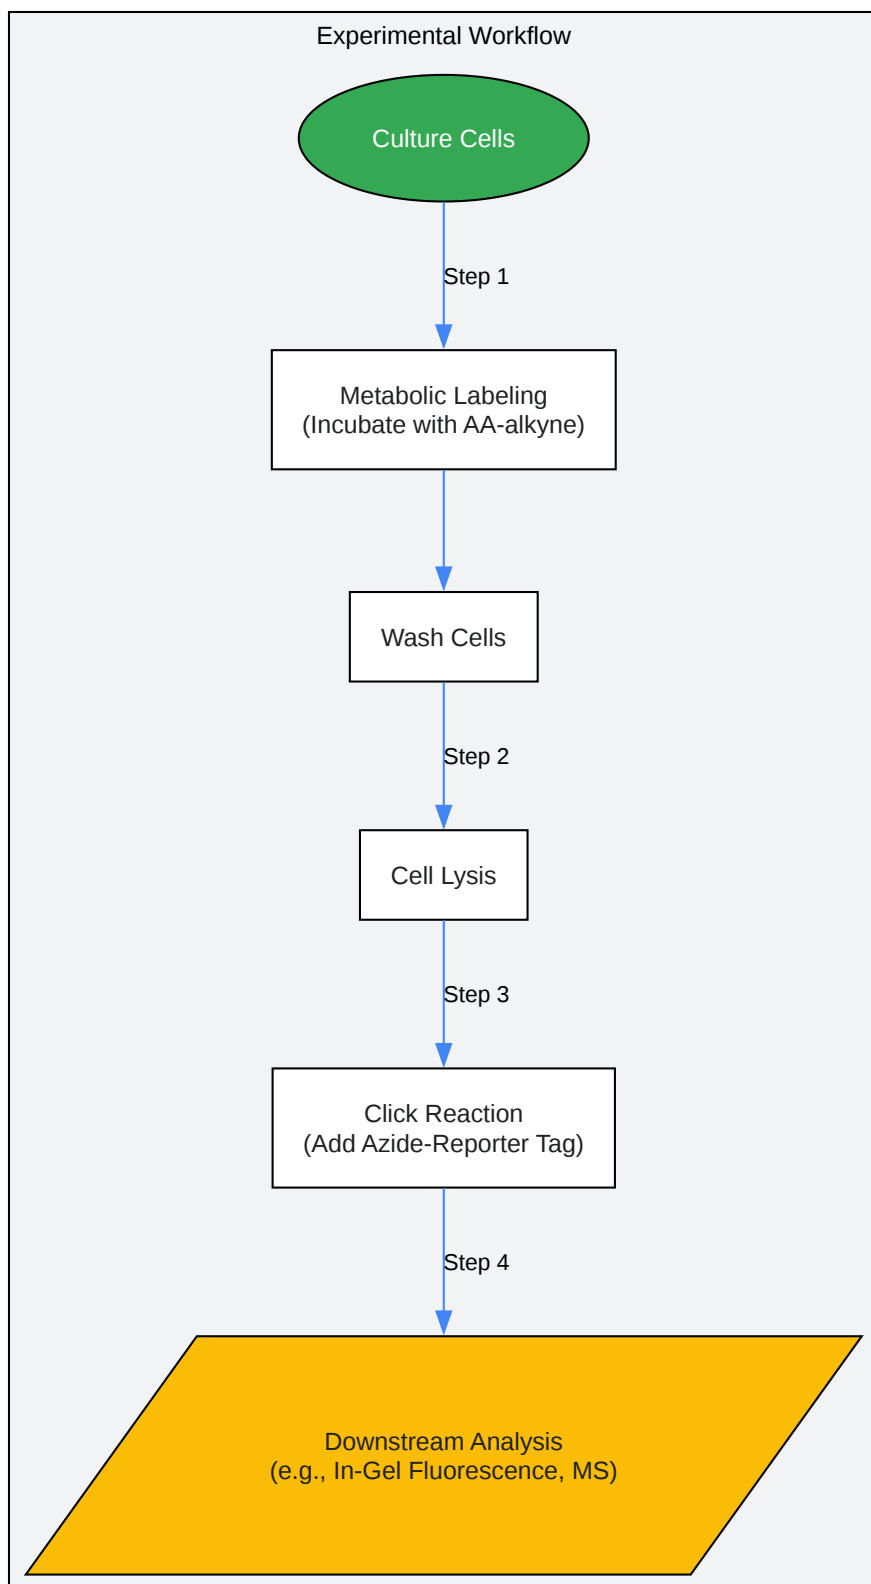 Experimental Workflow
Culture Cells
Step 1
Metabolic Labeling
(Incubate with AA-alkyne)
Wash Cells
Step 2
Cell Lysis
Step 3
Click Reaction
(Add Azide-Reporter Tag)
Step 4
Downstream Analysis
(e.g., In-Gel Fluorescence, MS)